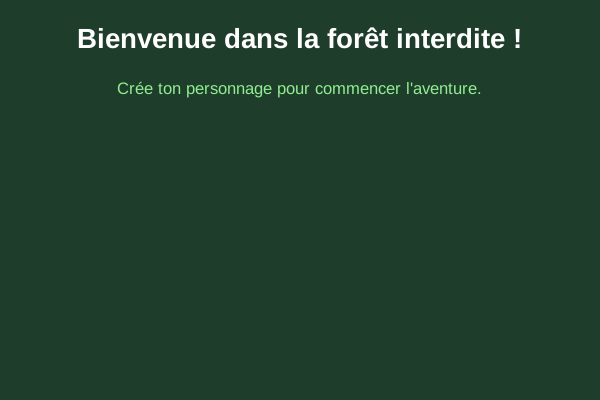 Bienvenue dans la forêt interdite !
Crée ton personnage pour commencer l'aventure.